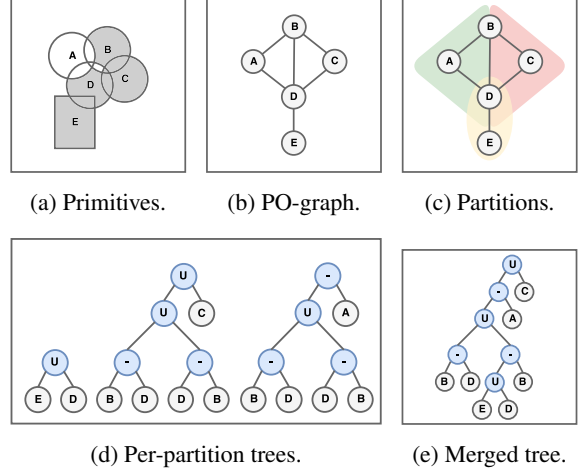 A B C D E
B A C D E
B A C D E
(a) Primitives. (b) PO-graph. (c) Partitions.
U - U
U C U A - C
U A
U - - - - - -
E D B D D B B D D B B D U B
E D
(d) Per-partition trees. (e) Merged tree.